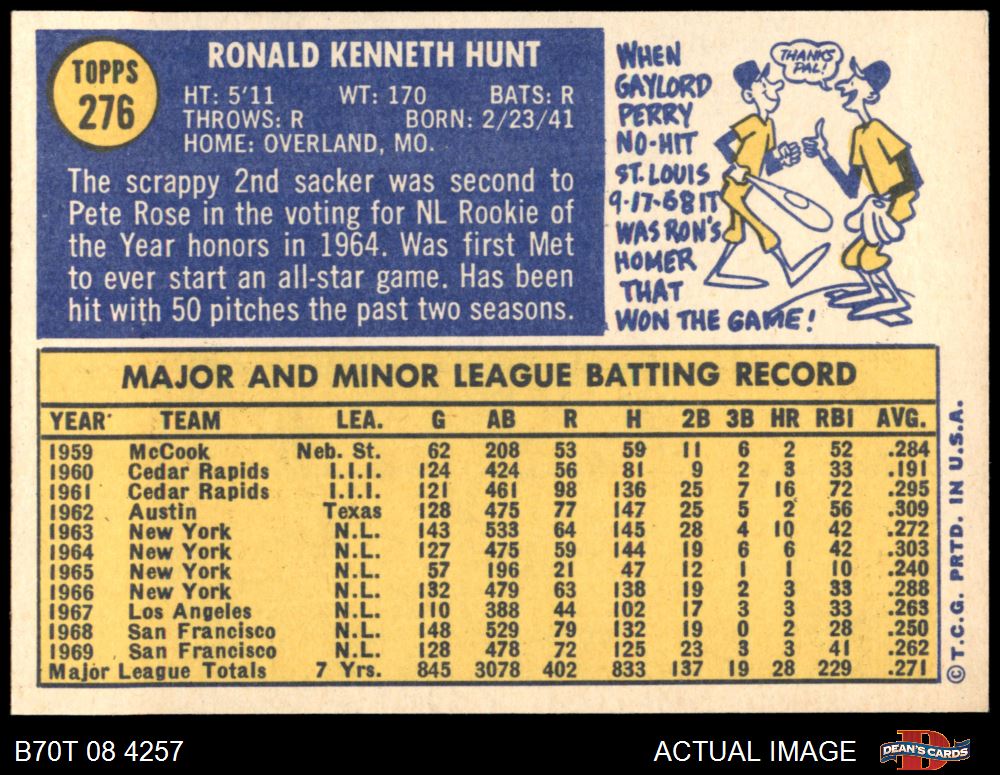 TOPPS
276
RONALD KENNETH HUNT
HT: 5'11 WT: 170 BATS: R
THROWS: R BORN: 2/23/41
HOME: OVERLAND, MO.
The scrappy 2nd sacker was second to
Pete Rose in the voting for NL Rookie of
the Year honors in 1964. Was first Met
to ever start an all-star game. Has been
hit with 50 pitches the past two seasons.
WHEN
GAYLORD
PERRY
NO-HIT
ST. LOUIS
9-17-68 IT
WAS RON'S
HOMER
THAT
WON THE GAME!
THANKS
PAL!
MAJOR AND MINOR LEAGUE BATTING RECORD
YEAR TEAM LEA. G AB R H 2B 3B HR RBI AVG.
1959 McCook Neb. St. 62 208 53 59 11 6 2 52 .284
1960 Cedar Rapids I.I.I. 124 424 56 81 9 2 3 33 .191
1961 Cedar Rapids I.I.I. 121 461 98 136 25 7 16 72 .295
1962 Austin Texas 128 475 77 147 25 5 2 56 .309
1963 New York N.L. 143 533 64 145 28 4 10 42 .272
1964 New York N.L. 127 475 59 144 19 6 6 42 .303
1965 New York N.L. 57 196 21 47 12 1 1 10 .240
1966 New York N.L. 132 479 63 138 19 2 3 33 .288
1967 Los Angeles N.L. 110 388 44 102 17 3 3 33 .263
1968 San Francisco N.L. 148 529 79 132 19 0 2 28 .250
1969 San Francisco N.L. 128 478 72 125 23 3 3 41 .262
Major League Totals 7 Yrs. 845 3078 402 833 137 19 28 229 .271
© T.C.G. PRTD. IN U.S.A.
B70T 08 4257
ACTUAL IMAGE
DEAN'S CARDS